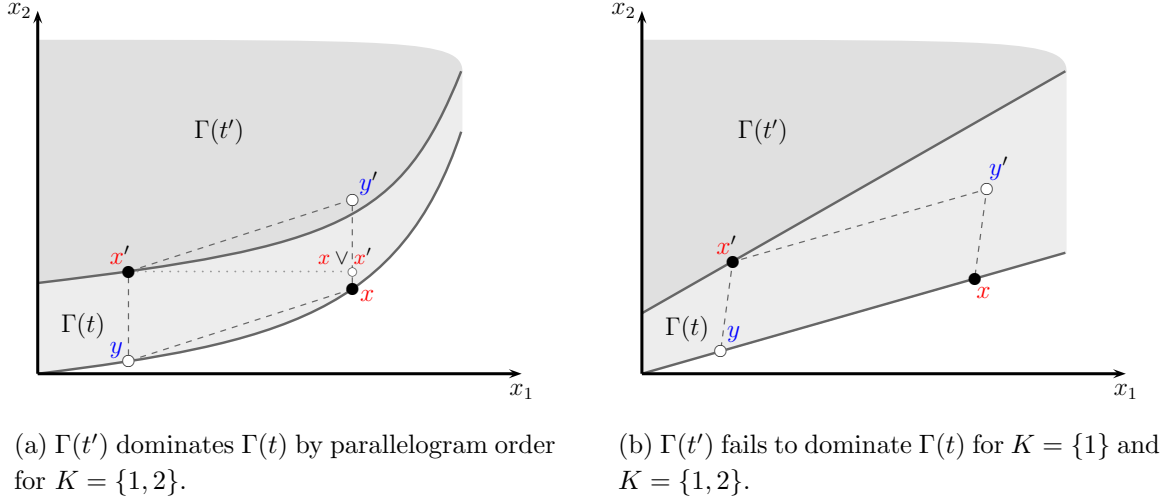 x₂
Γ(t′)
y′
x′
x ∨ x′
x
Γ(t)
y
x₁
(a) Γ(t′) dominates Γ(t) by parallelogram order
for K = {1, 2}.
x₂
Γ(t′)
y′
x′
x
Γ(t)
y
x₁
(b) Γ(t′) fails to dominate Γ(t) for K = {1} and
K = {1, 2}.